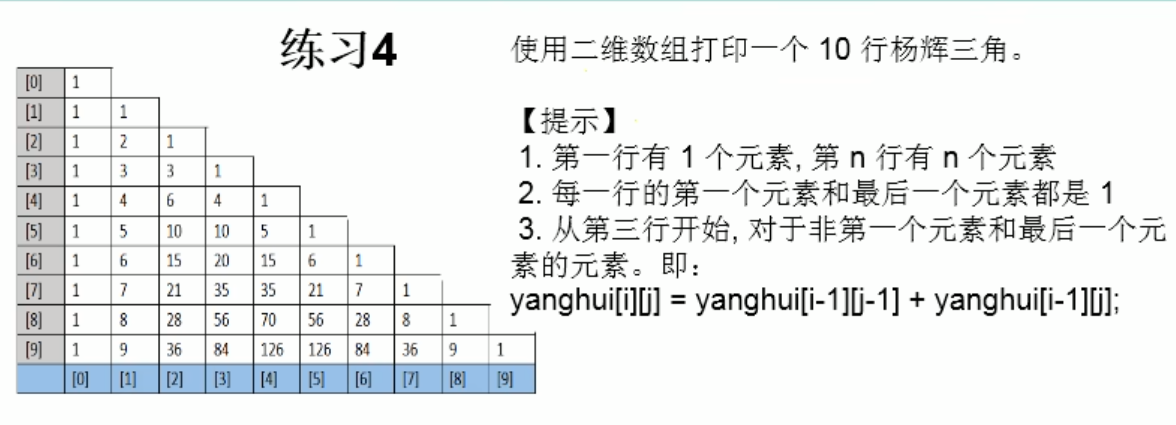 练习4
使用二维数组打印一个 10 行杨辉三角。
【提示】
1. 第一行有 1 个元素, 第 n 行有 n 个元素
2. 每一行的第一个元素和最后一个元素都是 1
3. 从第三行开始, 对于非第一个元素和最后一个元
素的元素。即：
yanghui[i][j] = yanghui[i-1][j-1] + yanghui[i-1][j];
[0] 1
[1] 1 1
[2] 1 2 1
[3] 1 3 3 1
[4] 1 4 6 4 1
[5] 1 5 10 10 5 1
[6] 1 6 15 20 15 6 1
[7] 1 7 21 35 35 21 7 1
[8] 1 8 28 56 70 56 28 8 1
[9] 1 9 36 84 126 126 84 36 9 1
[0] [1] [2] [3] [4] [5] [6] [7] [8] [9]